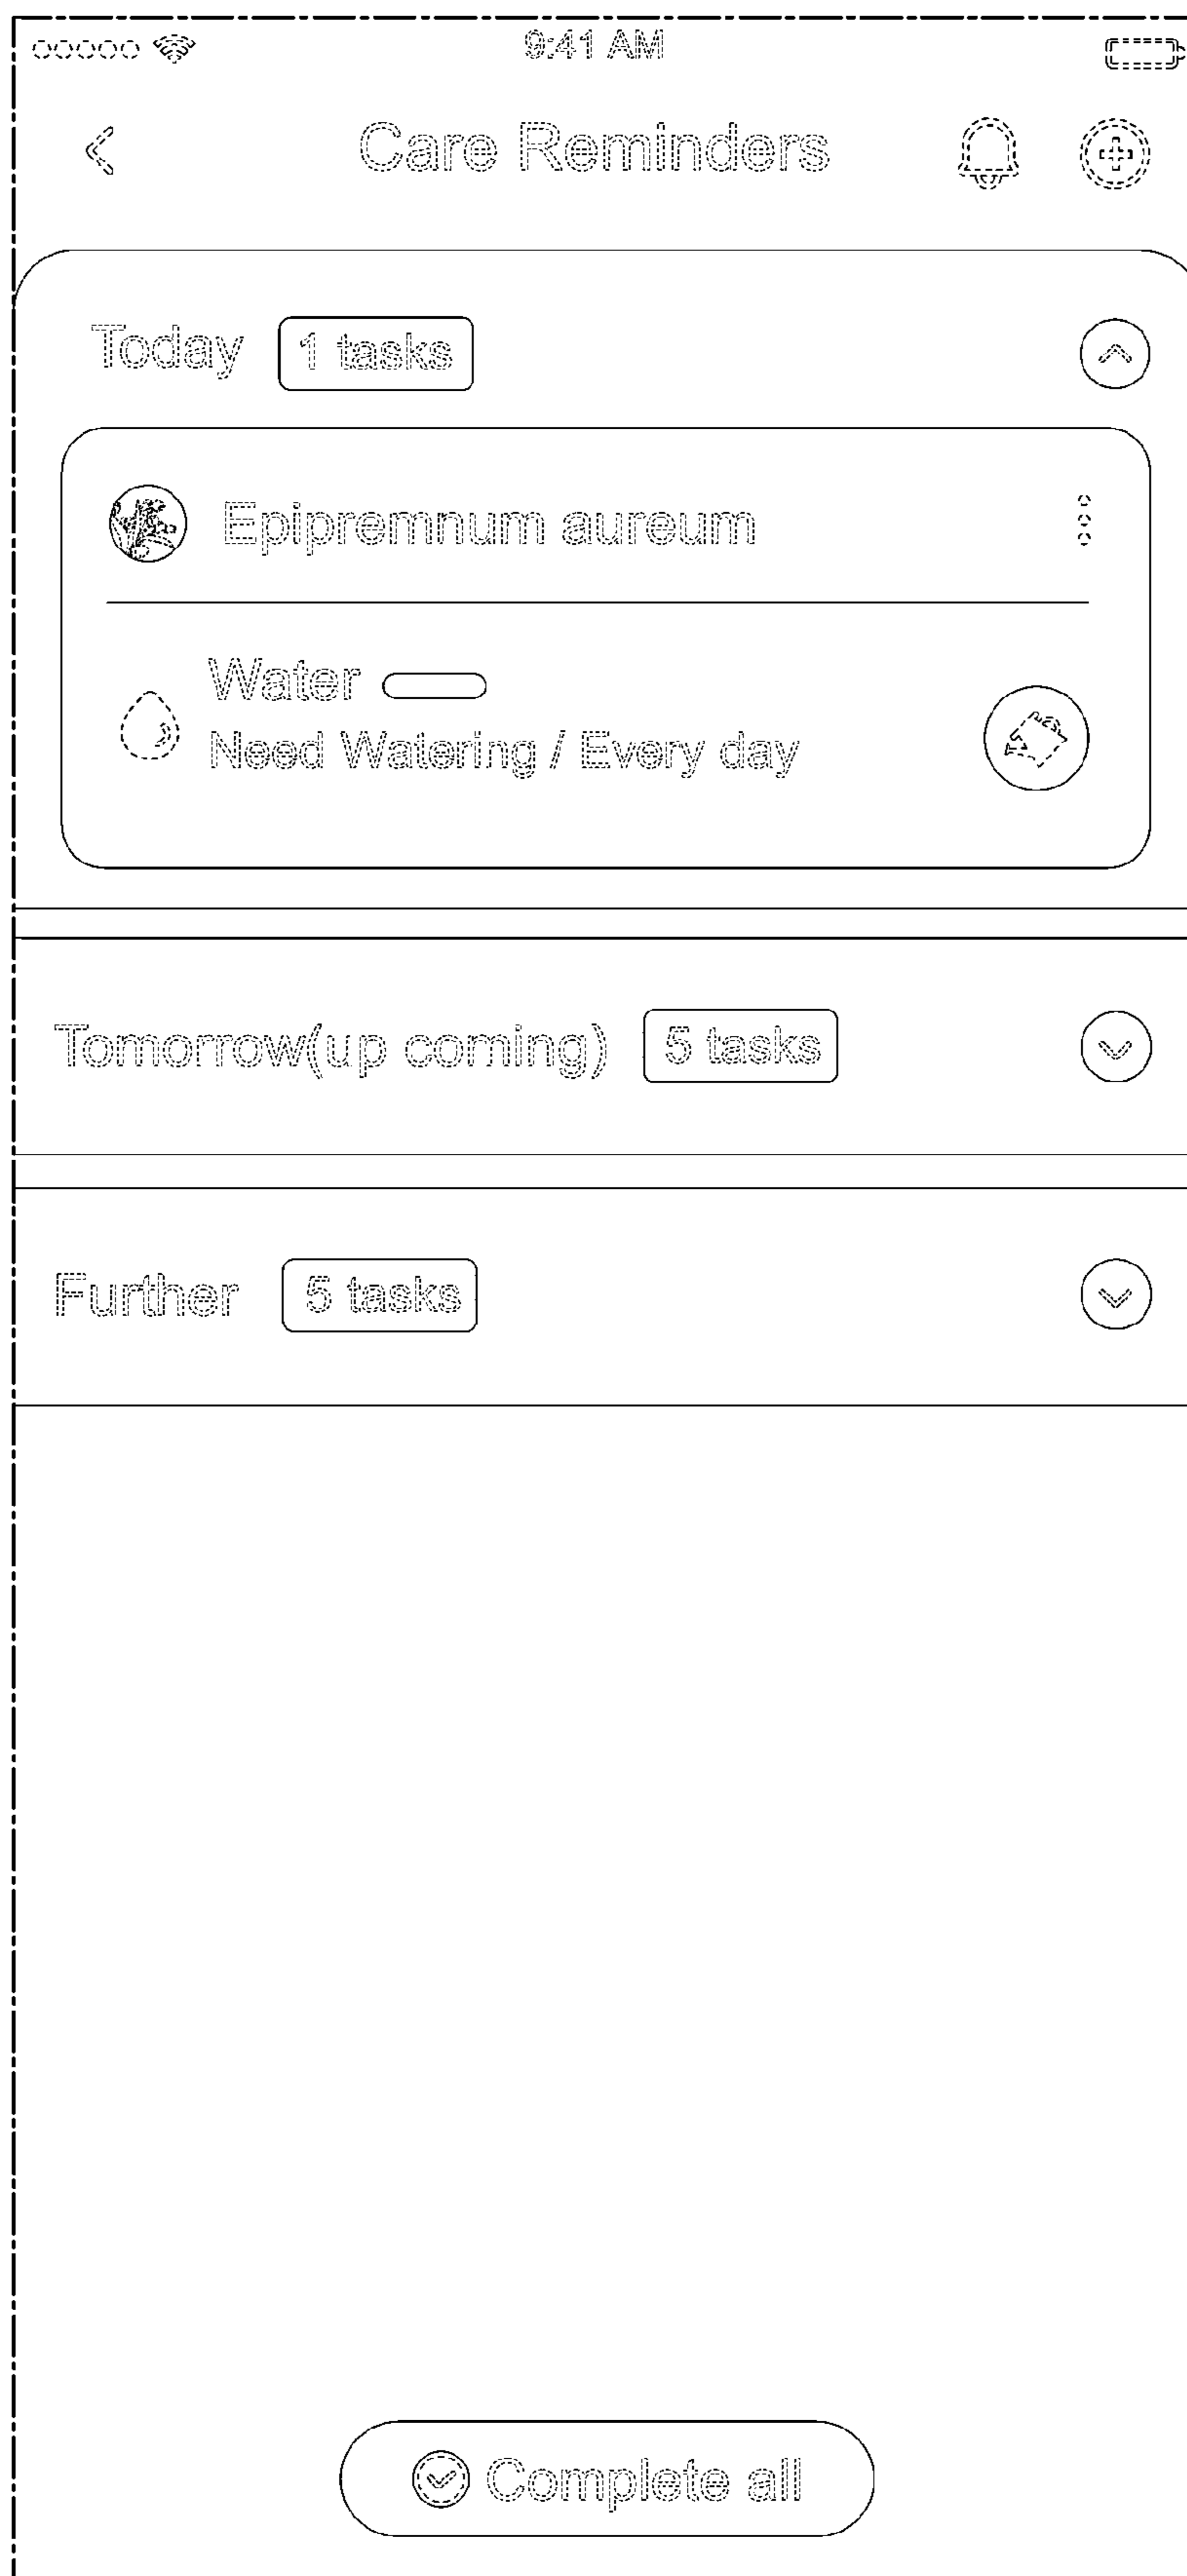 9:41 AM
Care Reminders
Today 1 tasks
Epipremnum aureum
Water
Need Watering / Every day
Tomorrow(up coming) 5 tasks
Further 5 tasks
Complete all